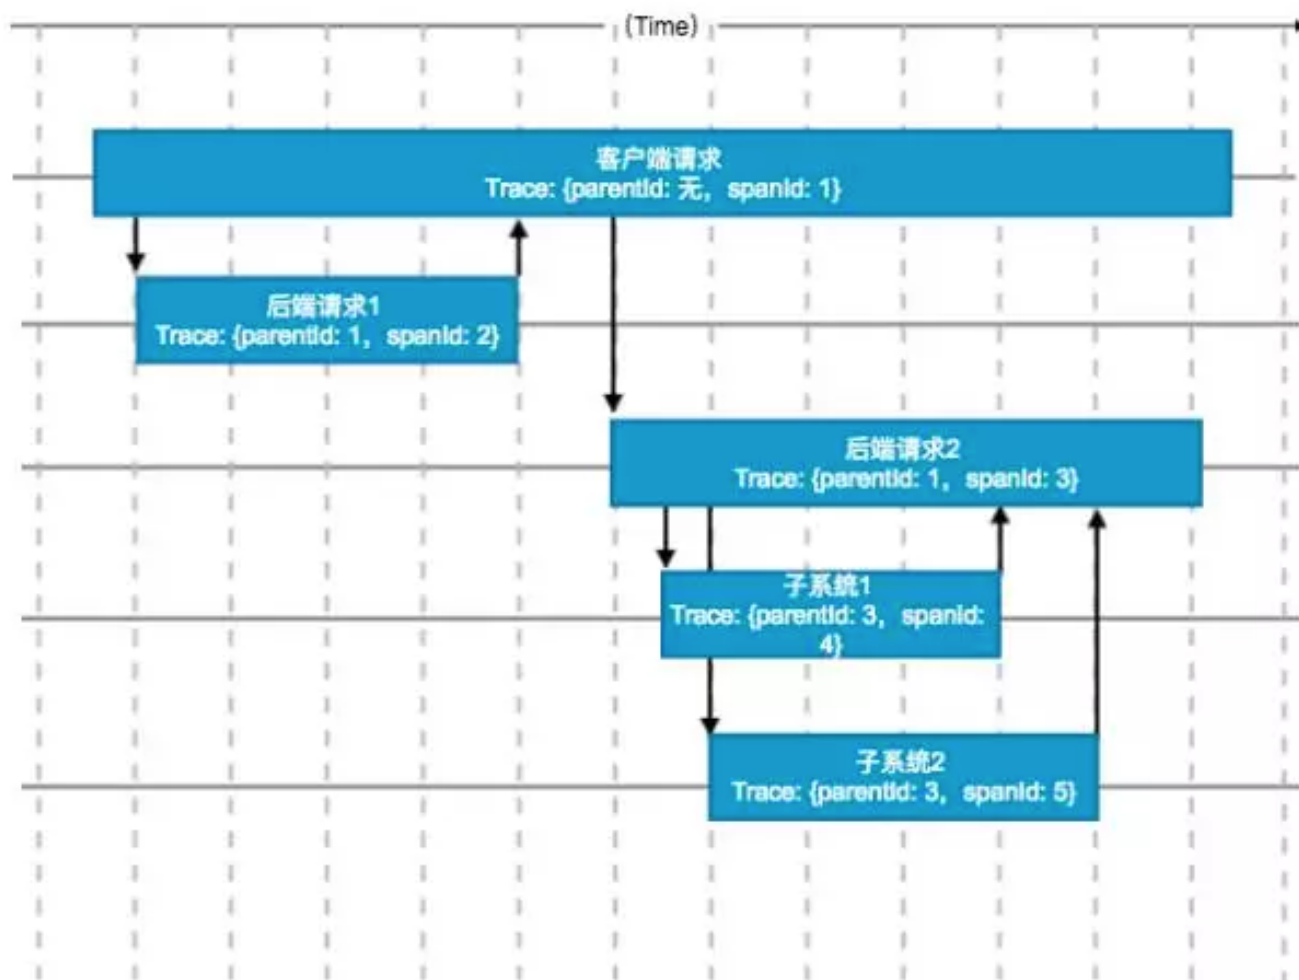 (Time)
客户端请求
Trace: {parentId: 无, spanId: 1}
后端请求1
Trace: {parentId: 1, spanId: 2}
后端请求2
Trace: {parentId: 1, spanId: 3}
子系统1
Trace: {parentId: 3, spanId:
4}
子系统2
Trace: {parentId: 3, spanId: 5}